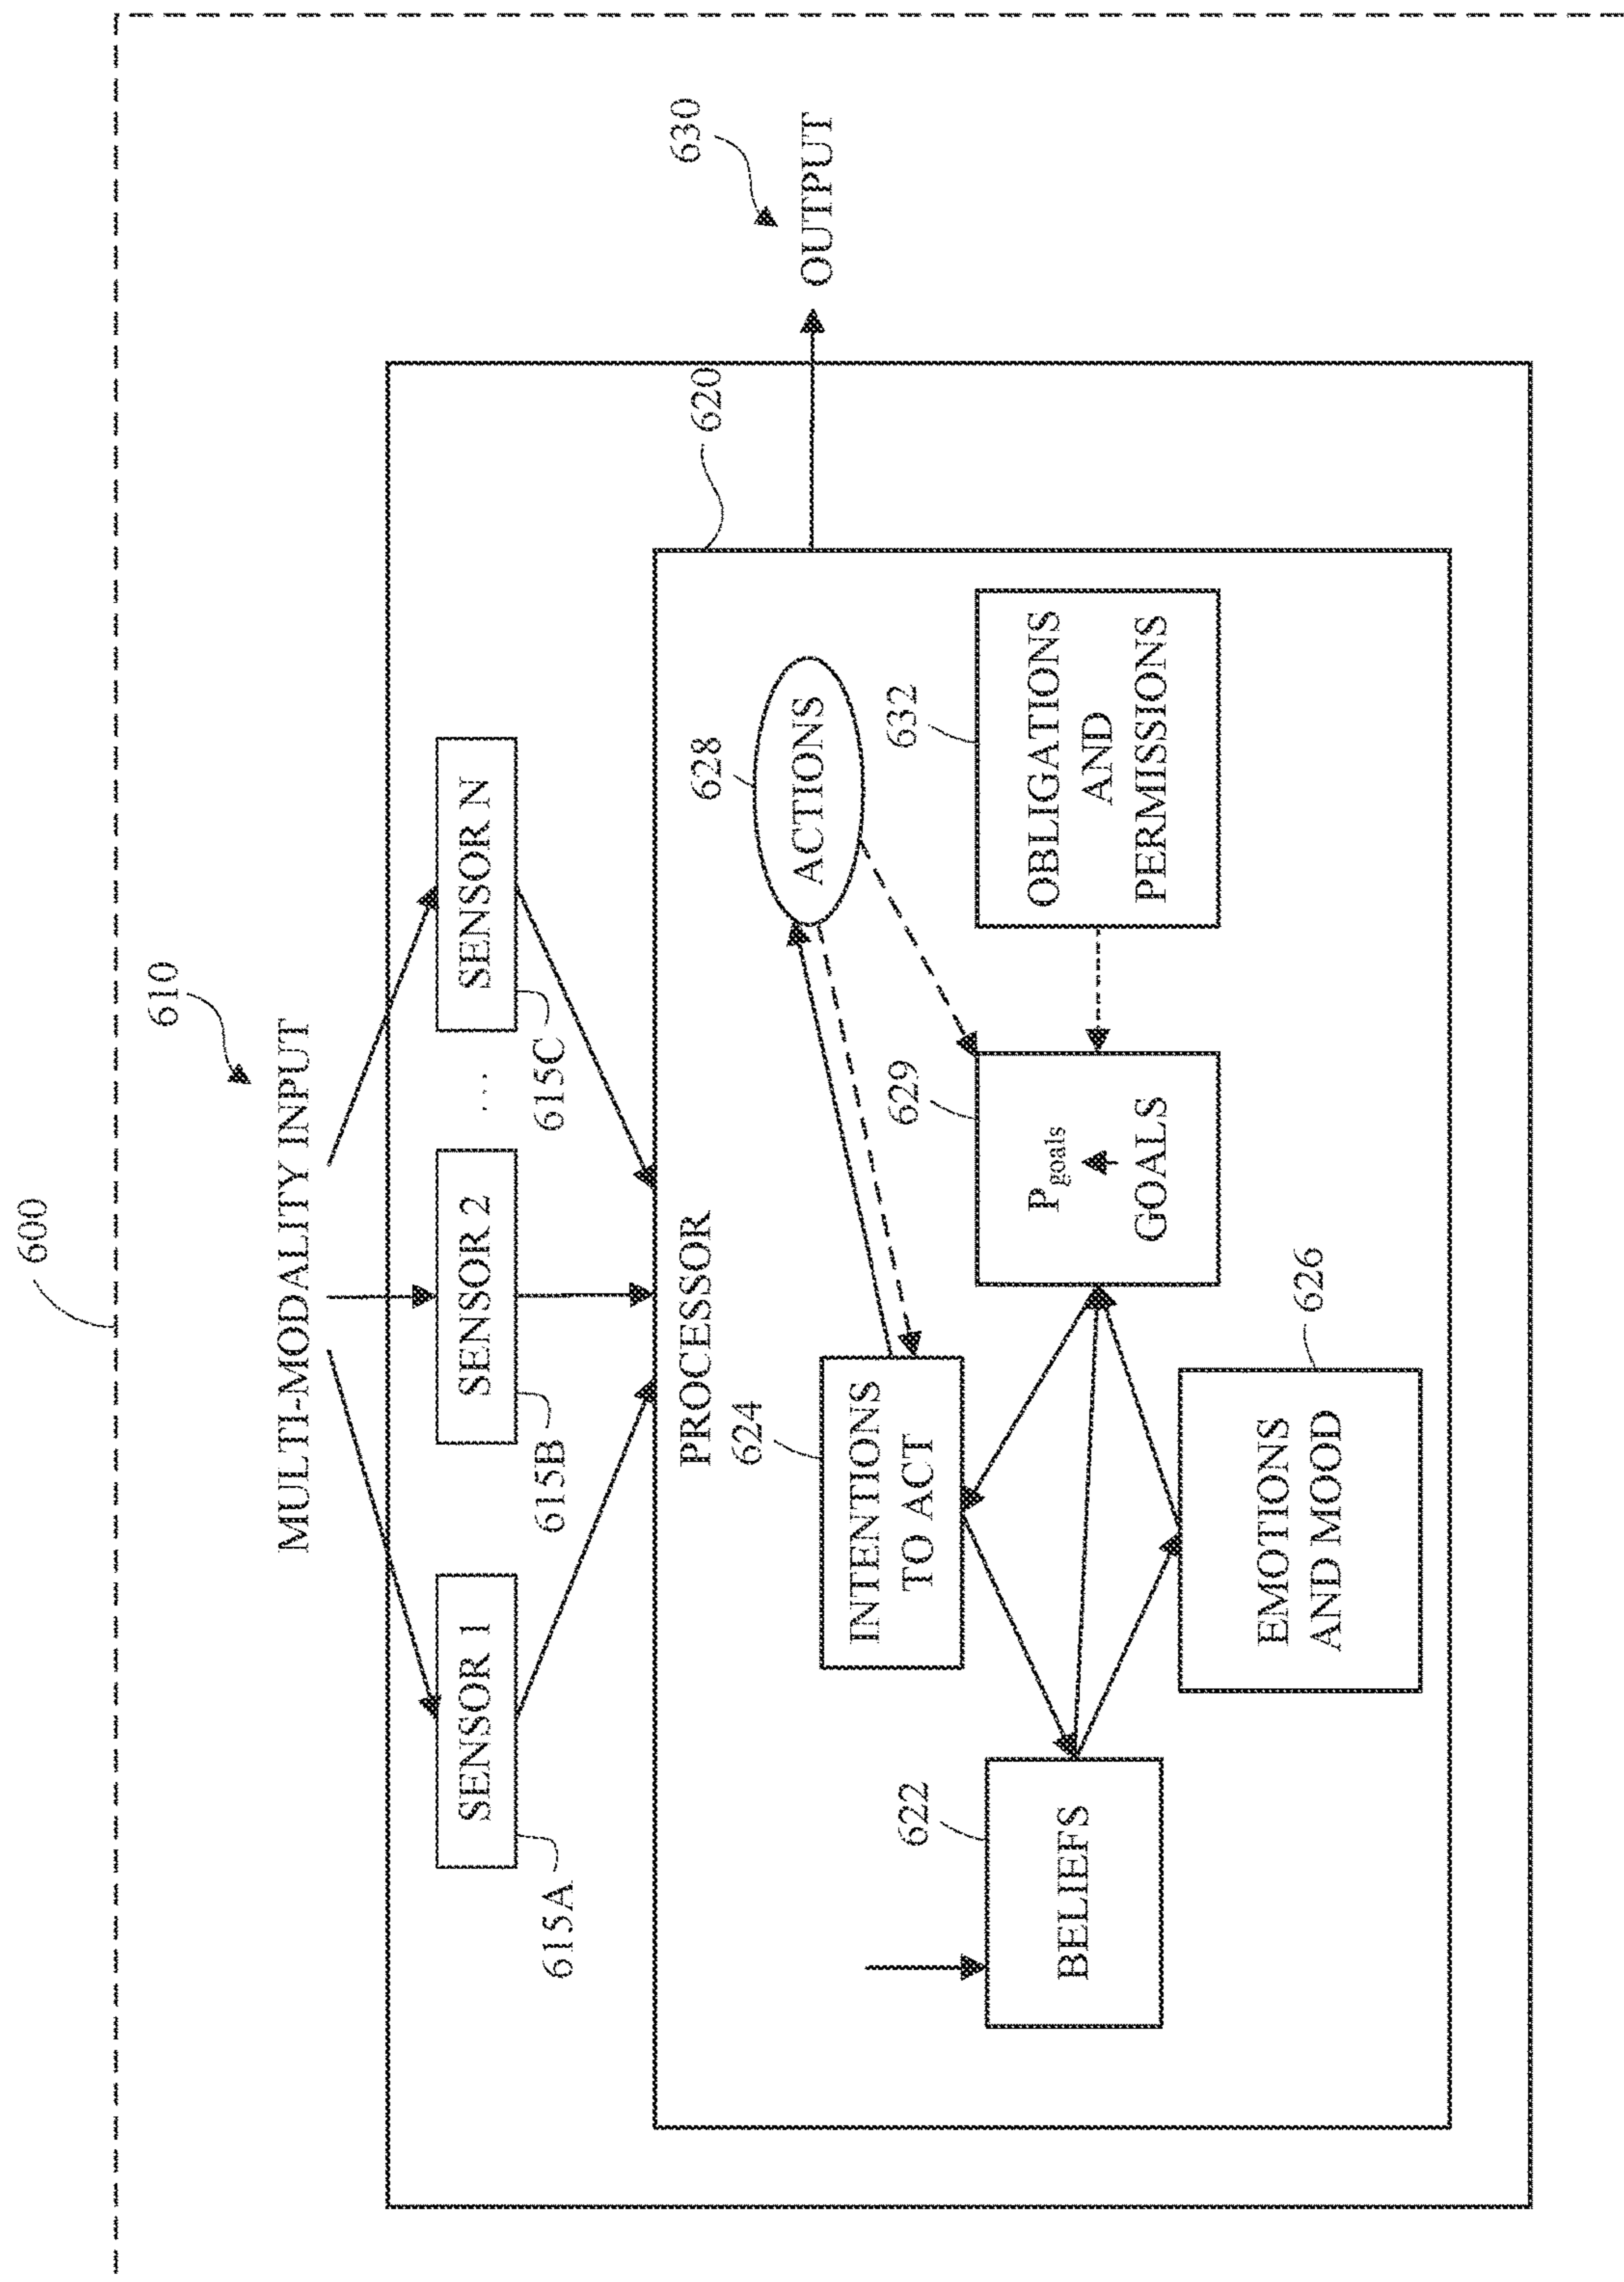 600
MULTI-MODALITY INPUT
610
SENSOR 1
SENSOR 2
...
SENSOR N
615A
615B
615C
PROCESSOR
620
OUTPUT
630
624
INTENTIONS
TO ACT
628
ACTIONS
622
BELIEFS
629
Pgoals
GOALS
632
OBLIGATIONS
AND
PERMISSIONS
626
EMOTIONS
AND MOOD